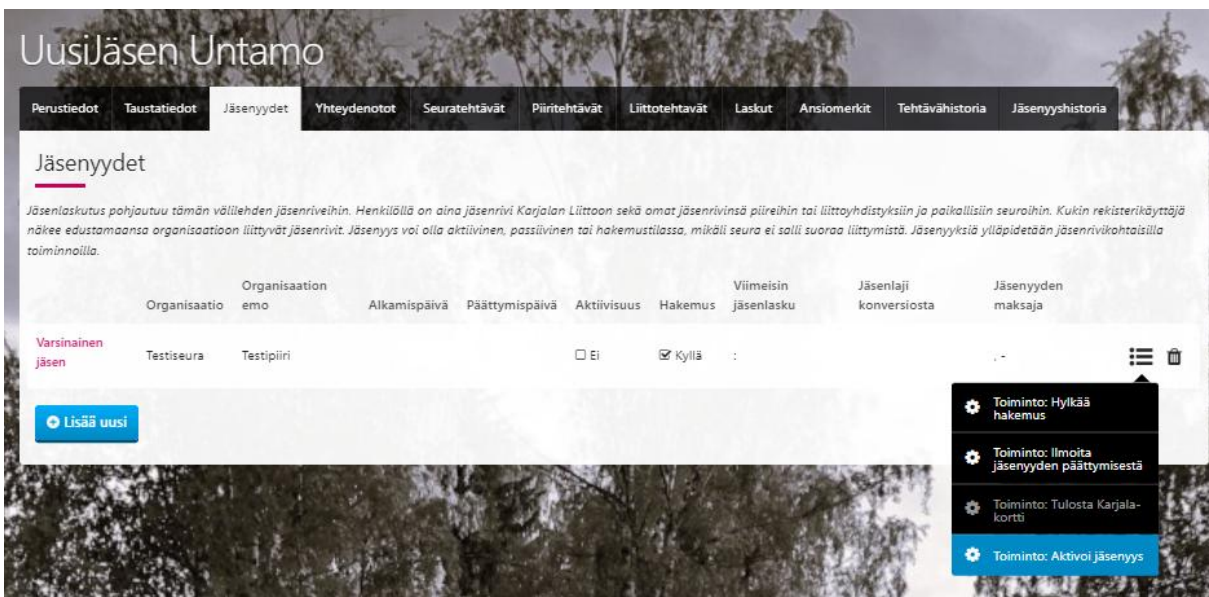 UusiJäsen Untamo
Perustiedot Taustatiedot Jäsenyydet Yhteydenotot Seuratehtävät Piiritehtävät Liittotehtävät Laskut Ansiomerkit Tehtävähistoria Jäsenyyshistoria
Jäsenyydet
Jäsenlaskutus pohjautuu tämän välilehden jäsenriveihin. Henkilöllä on aina jäsenrivi Karjalan Liittoon sekä omat jäsenrivinsä piireihin tai liittoyhdistyksiin ja paikallisiin seuroihin. Kukin rekisterikäyttäjä
näkee edustamaansa organisaatioon liittyvät jäsenrivit. Jäsenyys voi olla aktiivinen, passiivinen tai hakemustilassa, mikäli seura ei salli suoraa liittymistä. Jäsenyyksiä ylläpidetään jäsenrivikohtaisilla
toiminnoilla.
Organisaatio Organisaation emo Alkamispäivä Päättymispäivä Aktiivisuus Hakemus Viimeisin jäsenlasku Jäsenlaji konversiosta Jäsenyyden maksaja
Varsinainen
jäsen Testiseura Testipiiri Ei Kyllä : , -
Lisää uusi
Toiminto: Hylkää
hakemus
Toiminto: Ilmoita
jäsenyyden päättymisestä
Toiminto: Tulosta Karjala-
kortti
Toiminto: Aktivoi jäsenyys